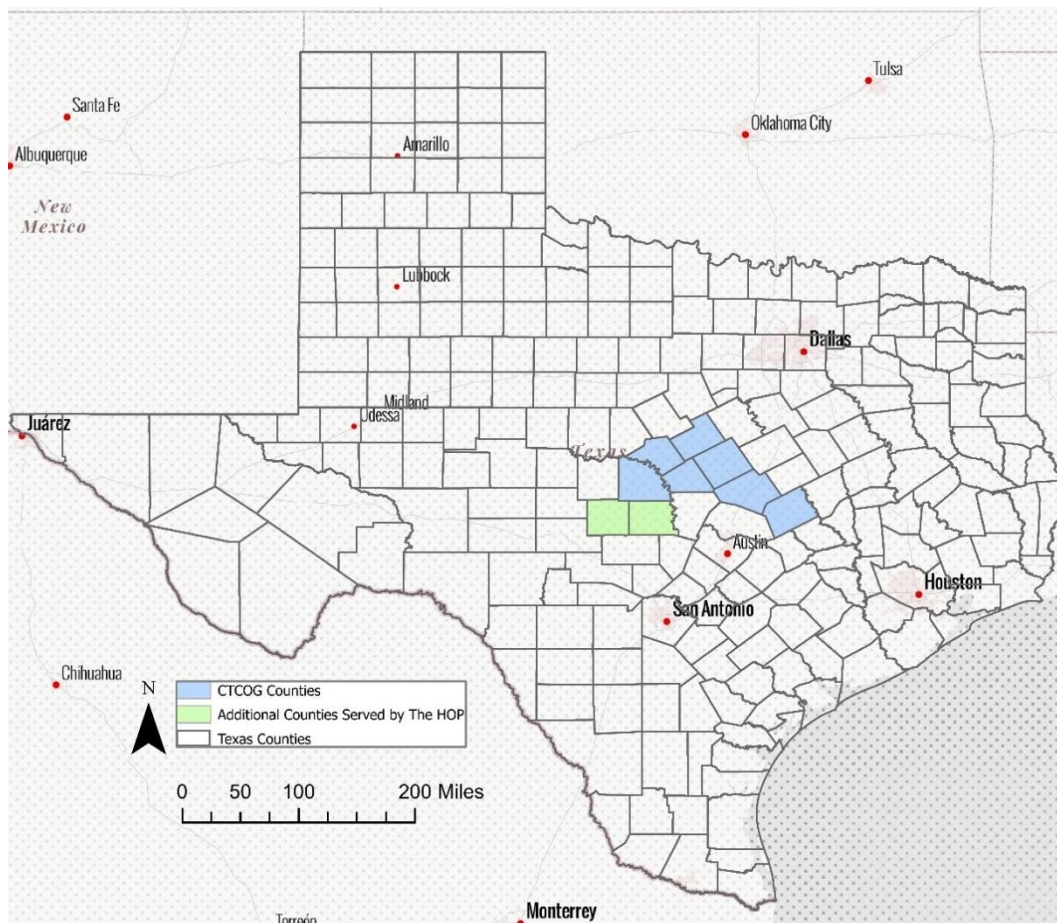 Tulsa
Santa Fe
Oklahoma City
Amarillo
Albuquerque
New
Mexico
Lubbock
Dallas
Midland
Odessa
Juárez
Texas
Austin
Houston
San Antonio
Chihuahua
N
CTCOG Counties
Additional Counties Served by The HOP
Texas Counties
0 50 100 200 Miles
Monterrey
Torreón